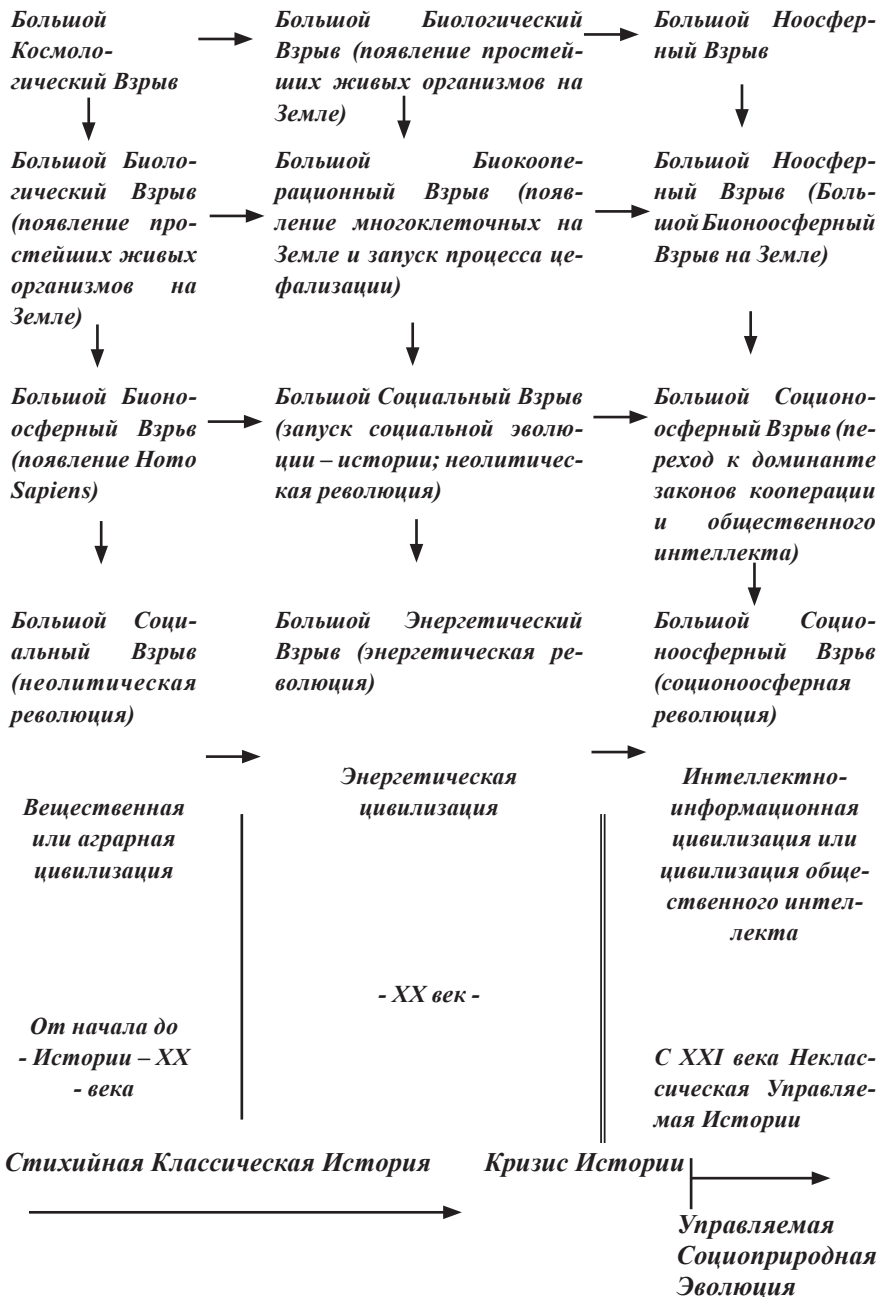 Большой
Космоло-
гический Взрыв
Большой Биологический
Взрыв (появление простей-
ших живых организмов на
Земле)
Большой Ноосфер-
ный Взрыв
Большой Биоло-
гический Взрыв
(появление про-
стейших живых
организмов на
Земле)
Большой Биокоопе-
рационный Взрыв (появ-
ление многоклеточных на
Земле и запуск процесса це-
фализации)
Большой Ноосфер-
ный Взрыв (Боль-
шой Бионоосферный
Взрыв на Земле)
Большой Бионо-
осферный Взрьв
(появление Homo
Sapiens)
Большой Социальный Взрыв
(запуск социальной эволю-
ции – истории; неолитичес-
кая революция)
Большой Соционо-
осферный Взрыв (пе-
реход к доминанте
законов кооперации
и общественного
интеллекта)
Большой Соци-
альный Взрыв
(неолитическая
революция)
Большой Энергетический
Взрыв (энергетическая ре-
волюция)
Большой Социо-
ноосферный Взрьв
(соционоосферная
революция)
Вещественная
или аграрная
цивилизация
Энергетическая
цивилизация
Интеллектно-
информационная
цивилизация или
цивилизация обще-
ственного интел-
лекта
От начала до
- Истории – XX
- века
- XX век -
С XXI века Неклас-
сическая Управляе-
мая Истории
Стихийная Классическая История
Кризис Истории
Управляемая
Социоприродная
Эволюция